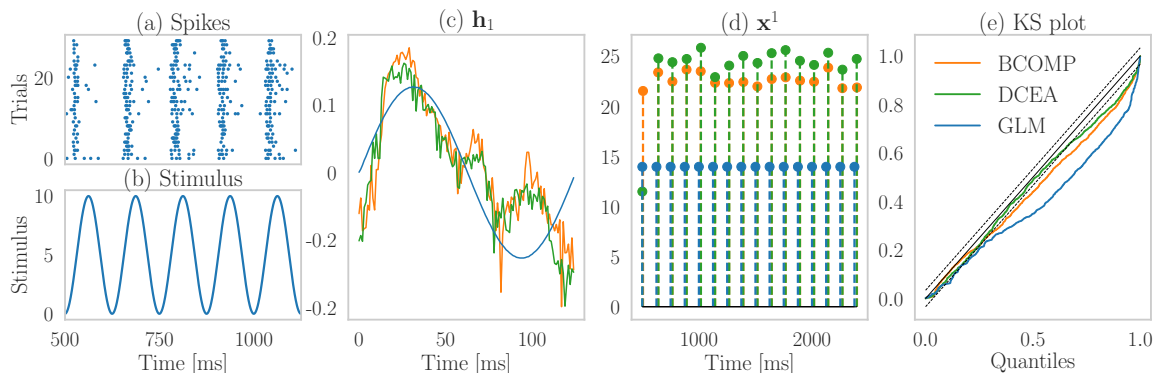 (a) Spikes
Trials
20
0
(b) Stimulus
Stimulus
10
5
0
500
750
1000
Time [ms]
(c) h₁
0.2
0.1
0
-0.2
-0.1
-0.2
0
100
Time [ms]
(d) x¹
25
20
15
10
5
0
1000
2000
Time [ms]
(e) KS plot
BCOMP
DCEA
GLM
1.0
0.8
0.6
0.4
0.2
0.0
0.0
0.5
1.0
Quantiles